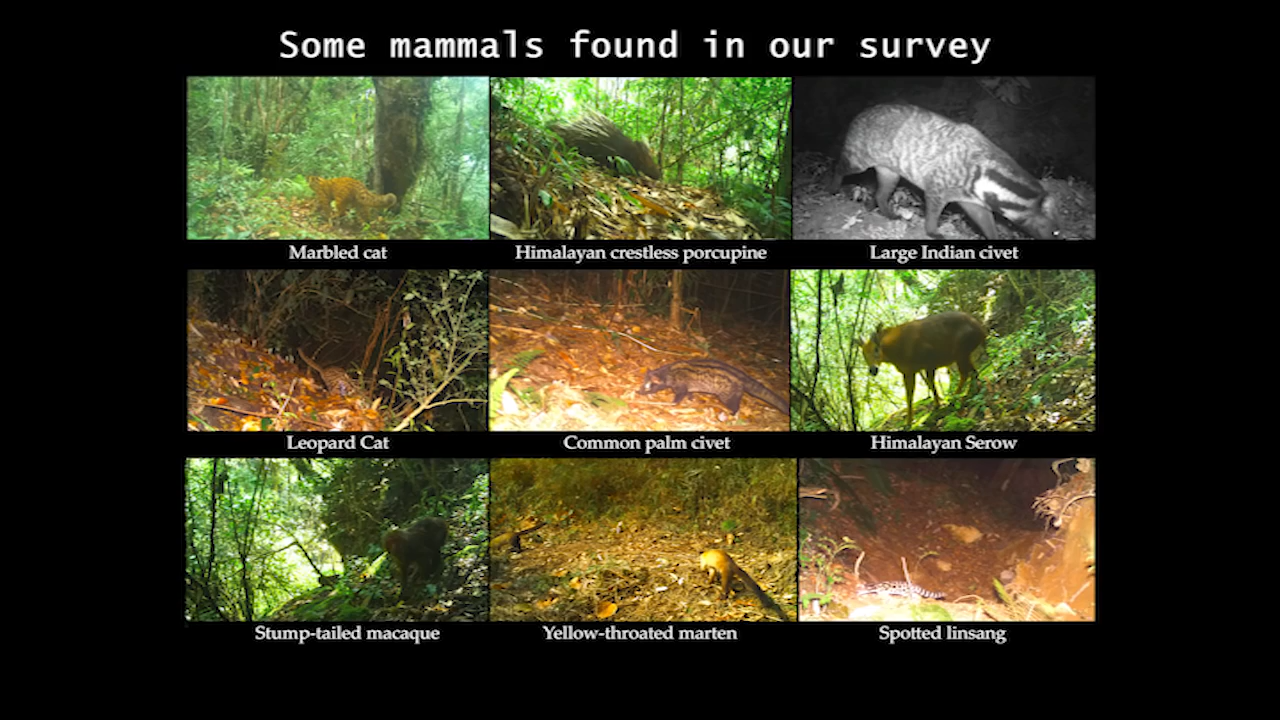 Some mammals found in our survey
Marbled cat
Himalayan crestless porcupine
Large Indian civet
Leopard Cat
Common palm civet
Himalayan Serow
Stump-tailed macaque
Yellow-throated marten
Spotted linsang